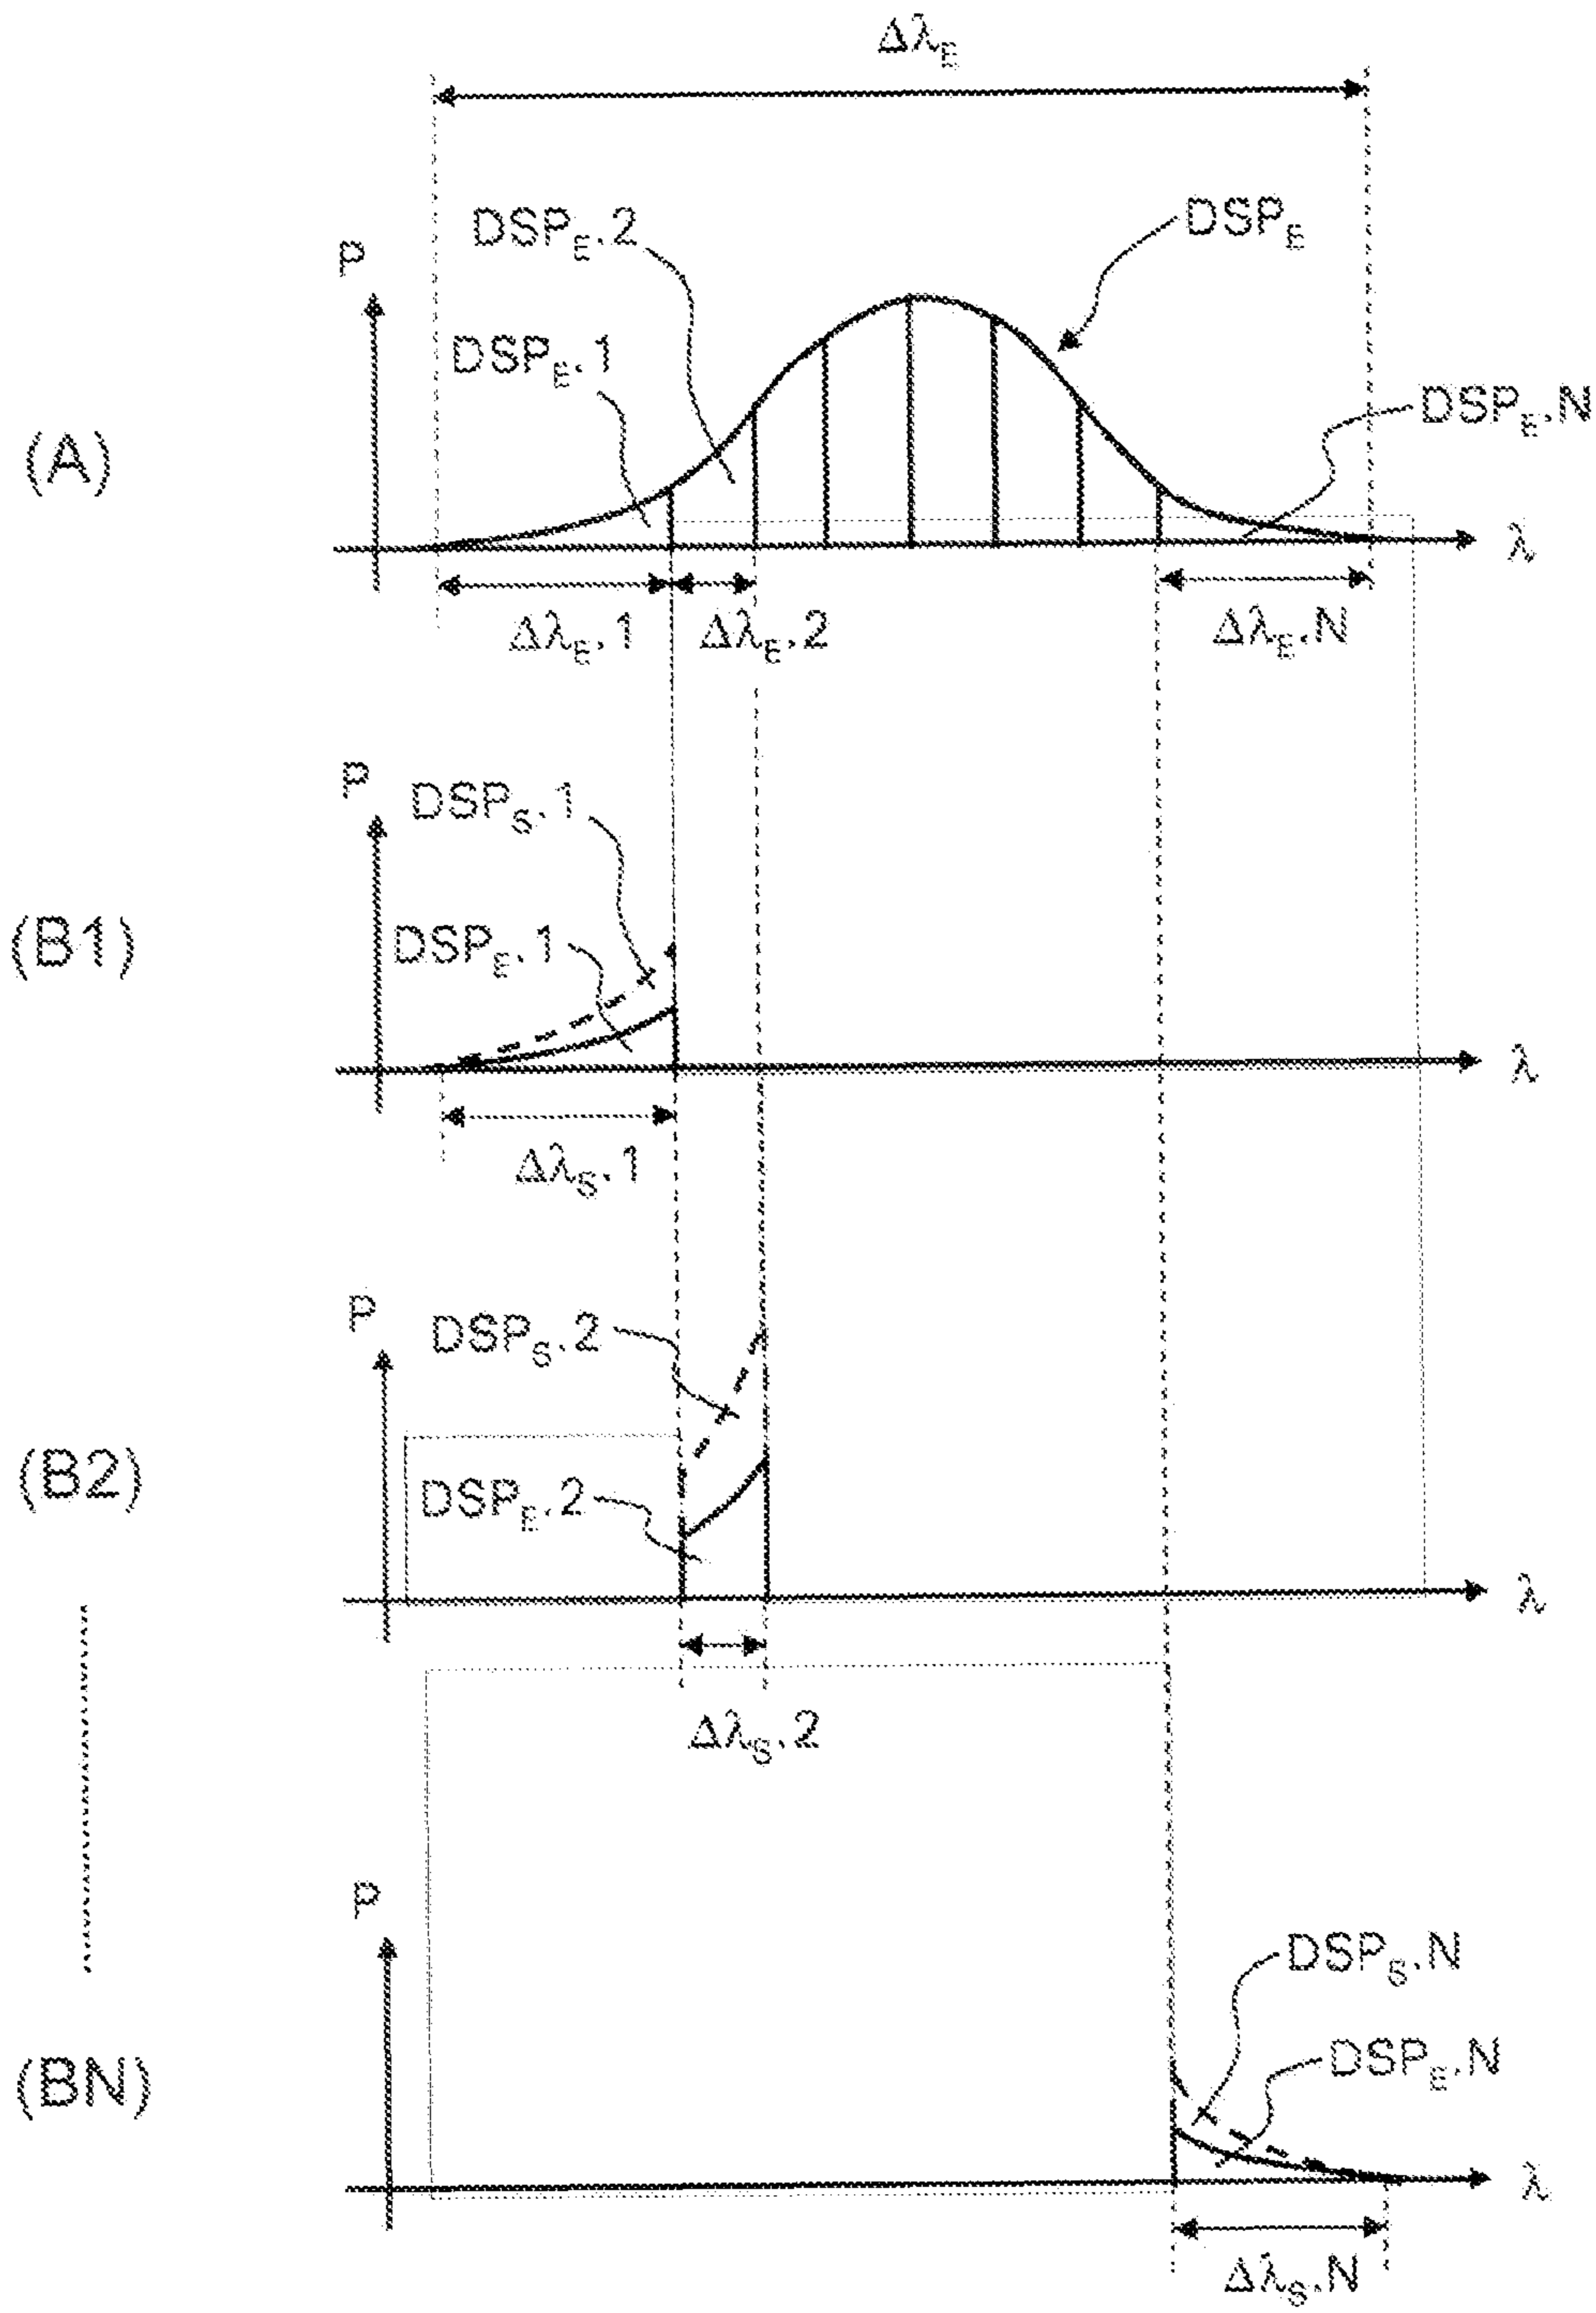 Δλ_E
DSP_E.2
DSP_E
P
DSP_E.1
DSP_E.N
(A)
λ
Δλ_E.1
Δλ_E.2
Δλ_E.N
P
DSP_S.1
(B1)
DSP_E.1
λ
Δλ_S.1
P
DSP_S.2
(B2)
DSP_E.2
λ
Δλ_S.2
P
DSP_S.N
DSP_E.N
(BN)
λ
Δλ_S.N